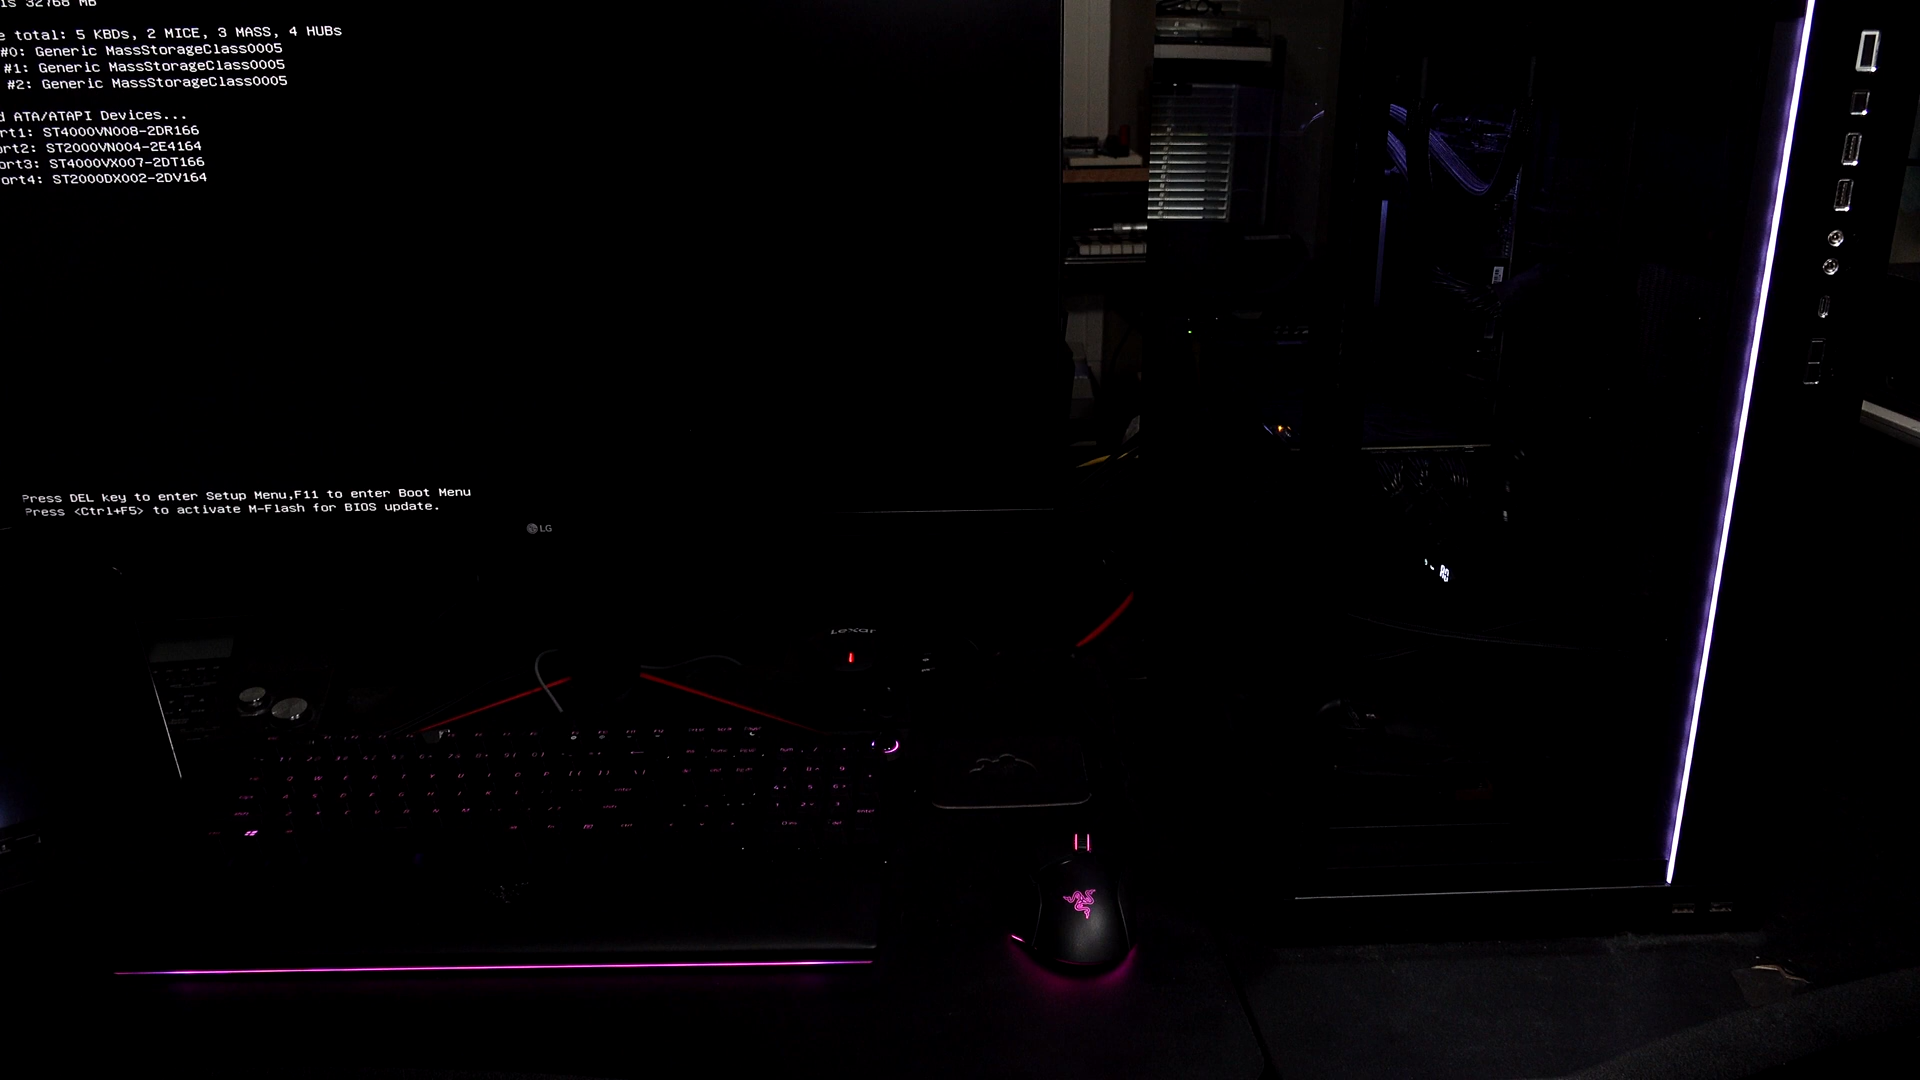 is 32768 MB
e total: 5 KBDs, 2 MICE, 3 MASS, 4 HUBs
#0: Generic MassStorageClass0005
#1: Generic MassStorageClass0005
#2: Generic MassStorageClass0005
d ATA/ATAPI Devices...
rt1: ST4000VN008-2DR166
ort2: ST2000VN004-2E4164
ort3: ST4000VX007-2DT166
ort4: ST2000DX002-2DV164
Press DEL key to enter Setup Menu,F11 to enter Boot Menu
Press <Ctrl+F5> to activate M-Flash for BIOS update.
LG
Lexar